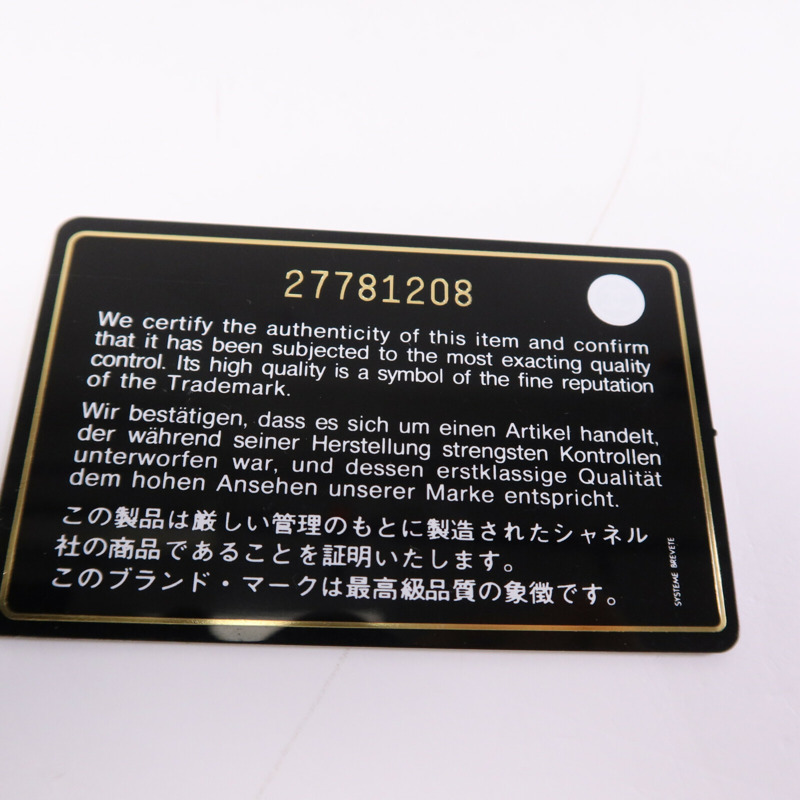 27781208
We certify the authenticity of this item and confirm
that it has been subjected to the most exacting quality
control. Its high quality is a symbol of the fine reputation
of the Trademark.
Wir bestätigen, dass es sich um einen Artikel handelt,
der während seiner Herstellung strengsten Kontrollen
unterworfen war, und dessen erstklassige Qualität
dem hohen Ansehen unserer Marke entspricht.
この製品は厳しい管理のもとに製造されたシャネル
社の商品であることを証明いたします。
このブランド・マークは最高級品質の象徴です。
SYSTEME BREVETE